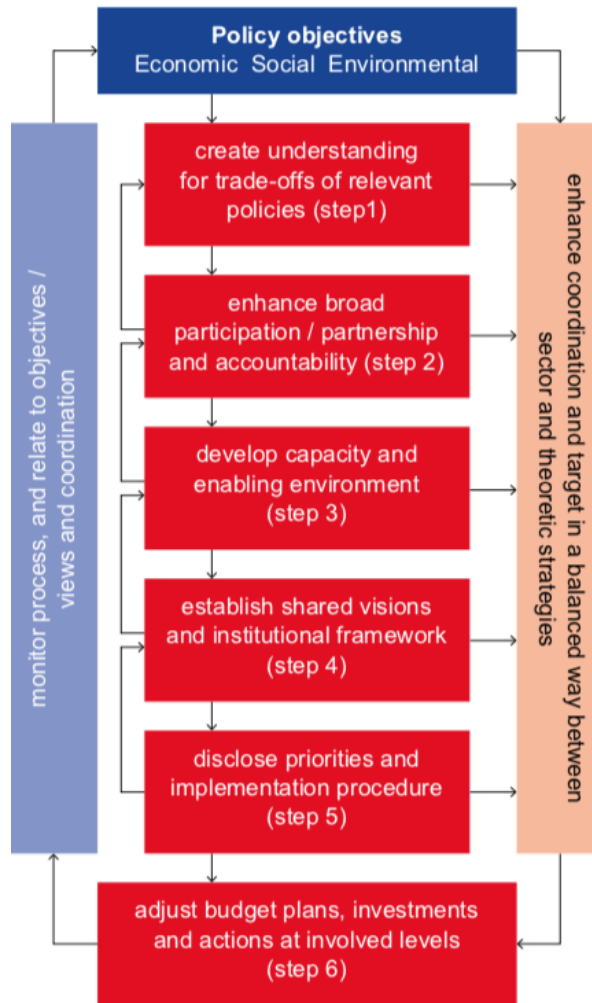 Policy objectives
Economic Social Environmental
create understanding
for trade-offs of relevant
policies (step1)
enhance broad
participation / partnership
and accountability (step 2)
develop capacity and
enabling environment
(step 3)
establish shared visions
and institutional framework
(step 4)
disclose priorities and
implementation procedure
(step 5)
adjust budget plans, investments
and actions at involved levels
(step 6)
monitor process, and relate to objectives /
views and coordination
enhance coordination and target in a balanced way between
sector and theoretic strategies